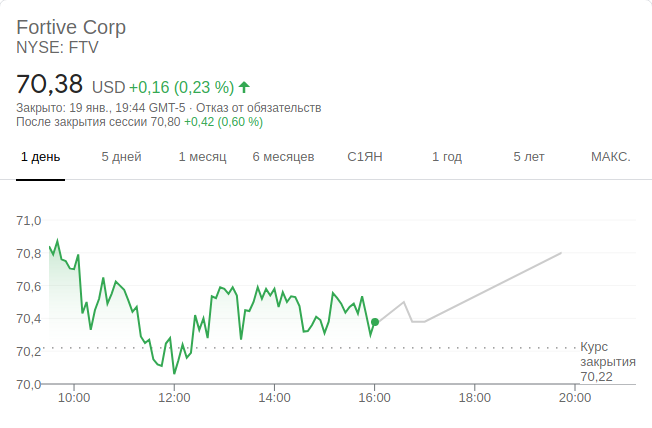 Fortive Corp
NYSE: FTV
70,38 USD +0,16 (0,23 %)
Закрыто: 19 янв., 19:44 GMT-5 · Отказ от обязательств
После закрытия сессии 70,80 +0,42 (0,60 %)
1 день 5 дней 1 месяц 6 месяцев С1ЯН 1 год 5 лет МАКС.
71,0
70,8
70,6
70,4
70,2
70,0
Курс
закрытия
70,22
10:00 12:00 14:00 16:00 18:00 20:00